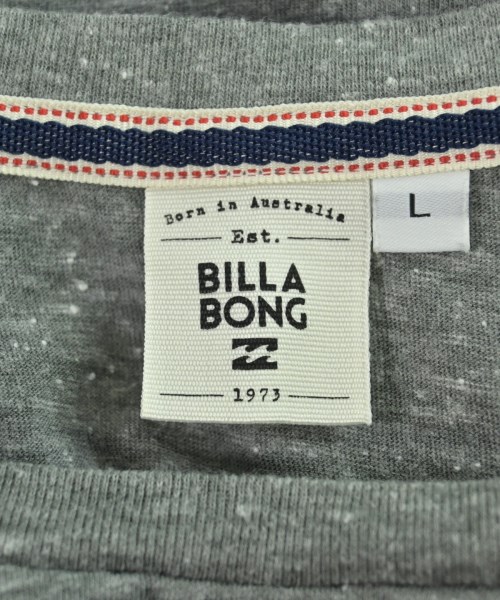 Born in Australia
Est.
BILLA
BONG
1973
L